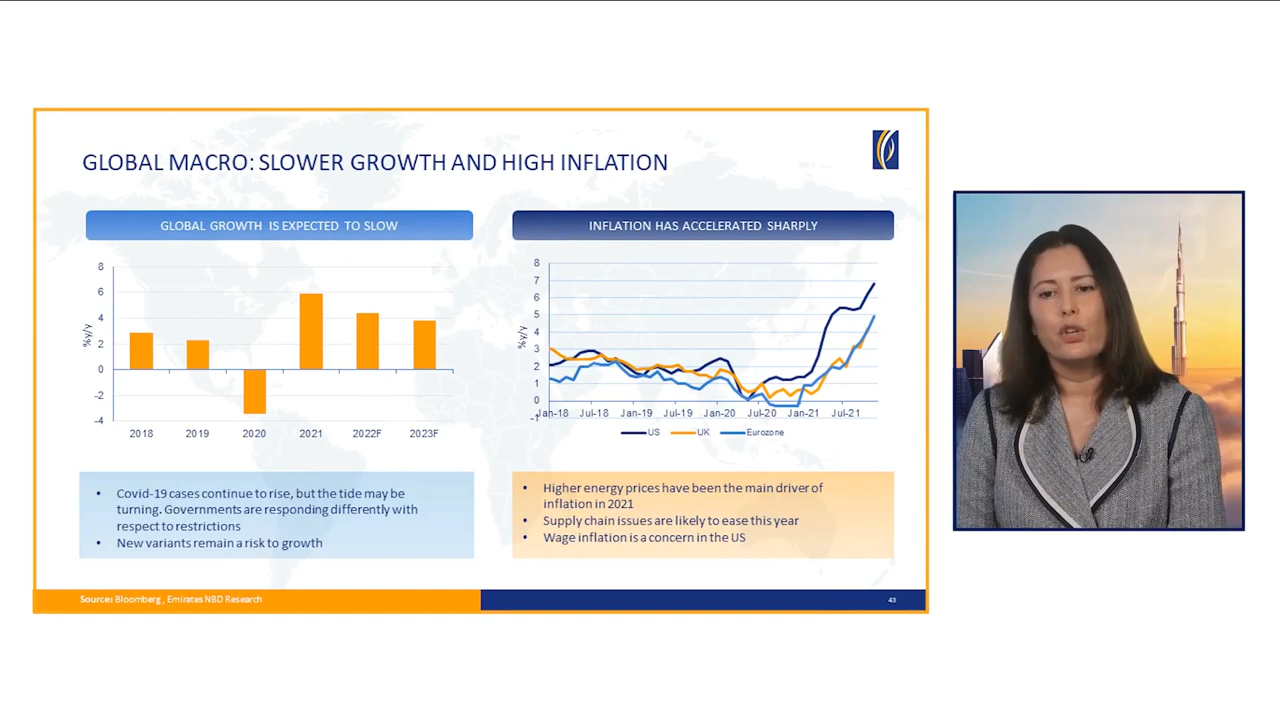 GLOBAL MACRO: SLOWER GROWTH AND HIGH INFLATION
GLOBAL GROWTH IS EXPECTED TO SLOW
8
6
4
2
0
-2
-4
%y/y
2018 2019 2020 2021 2022F 2023F
• Covid-19 cases continue to rise, but the tide may be
turning. Governments are responding differently with
respect to restrictions
• New variants remain a risk to growth
INFLATION HAS ACCELERATED SHARPLY
8
7
6
5
4
3
2
1
0
-1
%y/y
Jan-18 Jul-18 Jan-19 Jul-19 Jan-20 Jul-20 Jan-21 Jul-21
US UK Eurozone
• Higher energy prices have been the main driver of
inflation in 2021
• Supply chain issues are likely to ease this year
• Wage inflation is a concern in the US
Source: Bloomberg , Emirates NBD Research
43